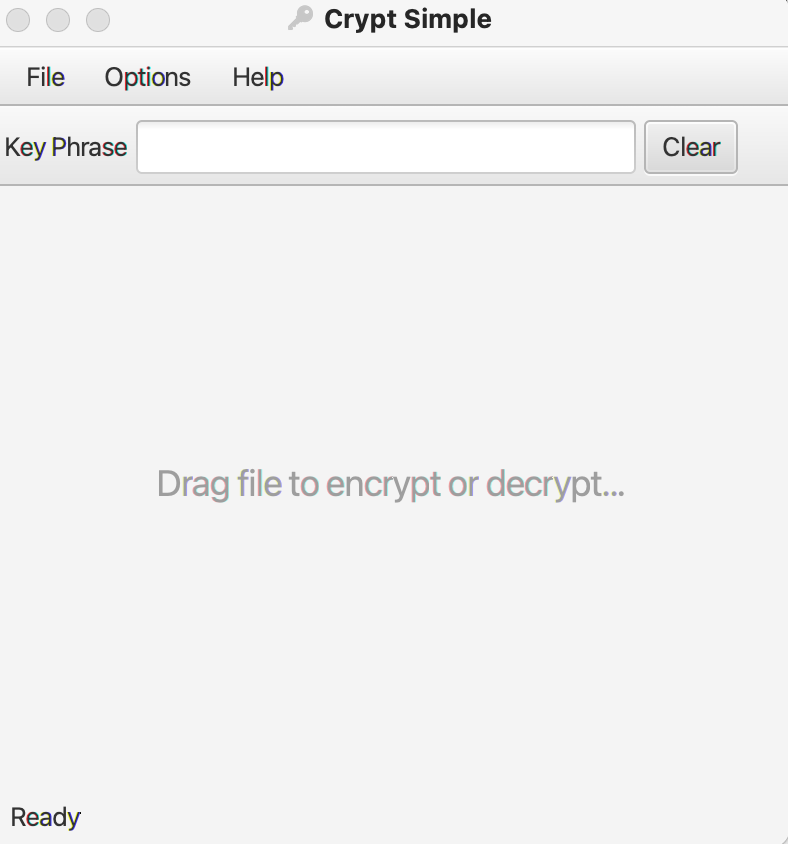 Crypt Simple
File Options Help
Key Phrase Clear
Drag file to encrypt or decrypt...
Ready